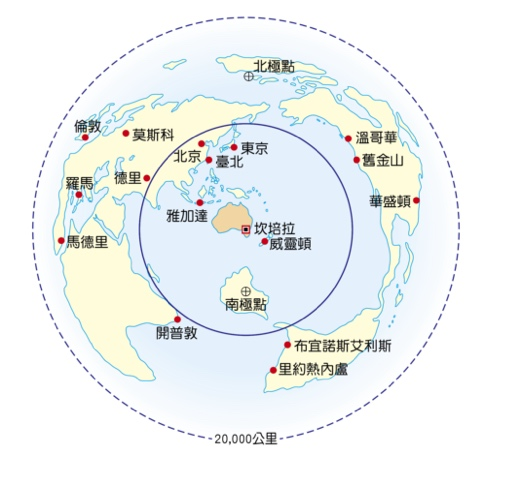 北極點
倫敦
莫斯科
溫哥華
北京
東京
臺北
舊金山
羅馬
德里
華盛頓
雅加達
坎培拉
馬德里
威靈頓
南極點
開普敦
布宜諾斯艾利斯
里約熱內盧
20,000公里